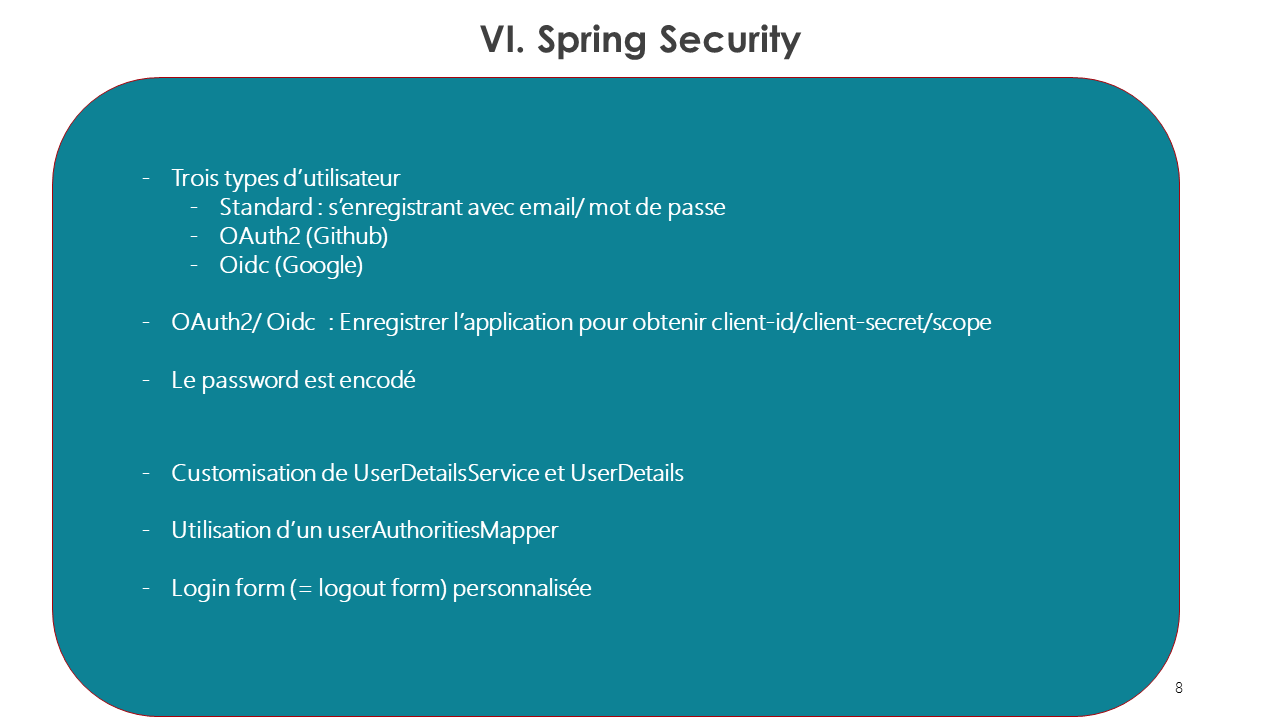 VI. Spring Security
- Trois types d’utilisateur
- Standard : s’enregistrant avec email/ mot de passe
- OAuth2 (Github)
- Oidc (Google)
- OAuth2/ Oidc : Enregistrer l’application pour obtenir client-id/client-secret/scope
- Le password est encodé
- Customisation de UserDetailsService et UserDetails
- Utilisation d’un userAuthoritiesMapper
- Login form (= logout form) personnalisée
8